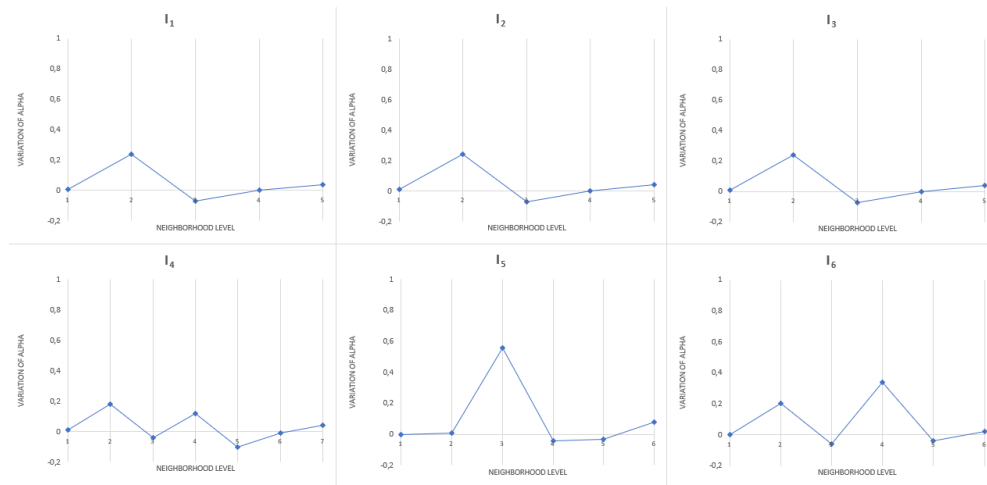 I1
1
0,8
0,6
0,4
0,2
0
-0,2
VARIATION OF ALPHA
1 2 3 4 5
NEIGHBORHOOD LEVEL
I2
1
0,8
0,6
0,4
0,2
0
-0,2
VARIATION OF ALPHA
1 2 3 4 5
NEIGHBORHOOD LEVEL
I3
1
0,8
0,6
0,4
0,2
0
-0,2
VARIATION OF ALPHA
1 2 3 4 5
NEIGHBORHOOD LEVEL
I4
1
0,8
0,6
0,4
0,2
0
-0,2
VARIATION OF ALPHA
1 2 3 4 5 6 7
NEIGHBORHOOD LEVEL
I5
1
0,8
0,6
0,4
0,2
0
-0,2
VARIATION OF ALPHA
1 2 3 4 5 6
NEIGHBORHOOD LEVEL
I6
1
0,8
0,6
0,4
0,2
0
-0,2
VARIATION OF ALPHA
1 2 3 4 5 6
NEIGHBORHOOD LEVEL